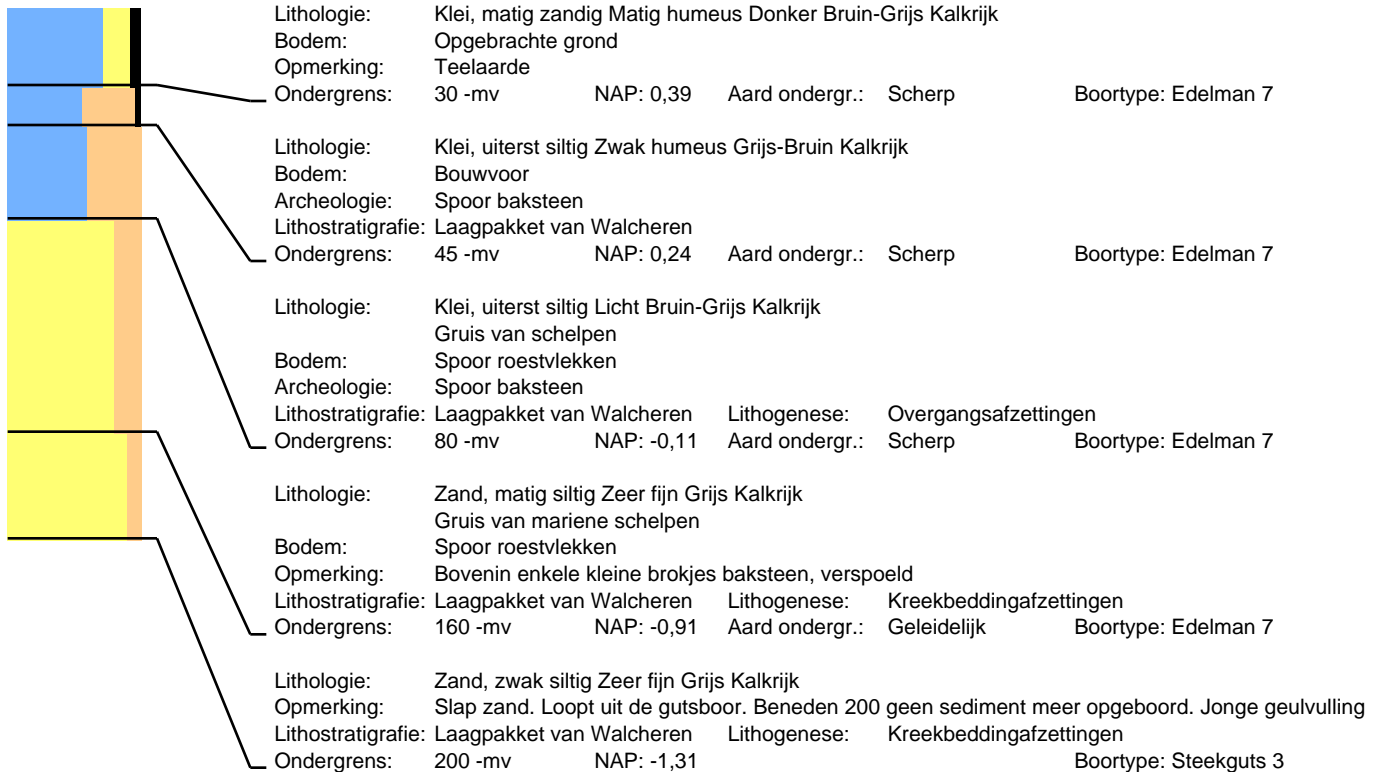 Lithologie: Klei, matig zandig Matig humeus Donker Bruin-Grijs Kalkrijk
Bodem: Opgebrachte grond
Opmerking: Teelaarde
Ondergrens: 30 -mv NAP: 0,39 Aard ondergr.: Scherp Boortype: Edelman 7
Lithologie: Klei, uiterst siltig Zwak humeus Grijs-Bruin Kalkrijk
Bodem: Bouwvoor
Archeologie: Spoor baksteen
Lithostratigrafie: Laagpakket van Walcheren
Ondergrens: 45 -mv NAP: 0,24 Aard ondergr.: Scherp Boortype: Edelman 7
Lithologie: Klei, uiterst siltig Licht Bruin-Grijs Kalkrijk
Gruis van schelpen
Bodem: Spoor roestvlekken
Archeologie: Spoor baksteen
Lithostratigrafie: Laagpakket van Walcheren Lithogenese: Overgangsafzettingen
Ondergrens: 80 -mv NAP: -0,11 Aard ondergr.: Scherp Boortype: Edelman 7
Lithologie: Zand, matig siltig Zeer fijn Grijs Kalkrijk
Gruis van mariene schelpen
Bodem: Spoor roestvlekken
Opmerking: Bovenin enkele kleine brokjes baksteen, verspoeld
Lithostratigrafie: Laagpakket van Walcheren Lithogenese: Kreekbeddingafzettingen
Ondergrens: 160 -mv NAP: -0,91 Aard ondergr.: Geleidelijk Boortype: Edelman 7
Lithologie: Zand, zwak siltig Zeer fijn Grijs Kalkrijk
Opmerking: Slap zand. Loopt uit de gutsboor. Beneden 200 geen sediment meer opgeboord. Jonge geulvulling
Lithostratigrafie: Laagpakket van Walcheren Lithogenese: Kreekbeddingafzettingen
Ondergrens: 200 -mv NAP: -1,31 Boortype: Steekguts 3